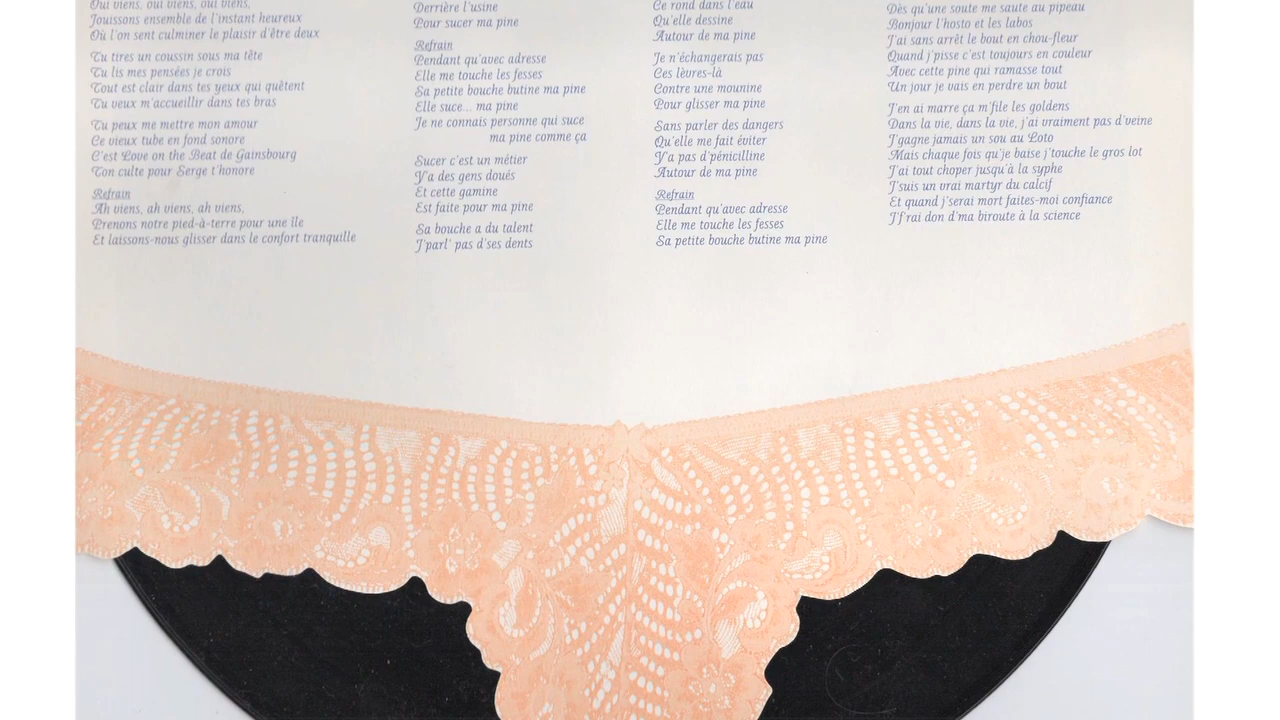 Oui viens, oui viens, oui viens,
Jouissons ensemble de l'instant heureux
Où l'on sent culminer le plaisir d'être deux
Tu tires un coussin sous ma tête
Tu lis mes pensées je crois
Tout est clair dans tes yeux qui quêtent
Tu veux m'accueillir dans tes bras
Tu peux me mettre mon amour
Ce vieux tube en fond sonore
C'est Love on the Beat de Gainsbourg
Ton culte pour Serge t'honore
Refrain
Ah viens, ah viens, ah viens,
Prenons notre pied-à-terre pour une île
Et laissons-nous glisser dans le confort tranquille
Derrière l'usine
Pour sucer ma pine
Refrain
Pendant qu'avec adresse
Elle me touche les fesses
Sa petite bouche butine ma pine
Elle suce... ma pine
Je ne connais personne qui suce
ma pine comme ça
Sucer c'est un métier
Y'a des gens doués
Et cette gamine
Est faite pour ma pine
Sa bouche a du talent
J'parl' pas d'ses dents
Ce rond dans l'eau
Qu'elle dessine
Autour de ma pine
Je n'échangerais pas
Ces lèvres-là
Contre une mounine
Pour glisser ma pine
Sans parler des dangers
Qu'elle me fait éviter
Y'a pas d'pénicilline
Autour de ma pine
Refrain
Pendant qu'avec adresse
Elle me touche les fesses
Sa petite bouche butine ma pine
Dès qu'une soute me saute au pipeau
Bonjour l'hosto et les labos
J'ai sans arrêt le bout en chou-fleur
Quand j'pisse c'est toujours en couleur
Avec cette pine qui ramasse tout
Un jour je vais en perdre un bout
J'en ai marre ça m'file les goldens
Dans la vie, dans la vie, j'ai vraiment pas d'veine
J'gagne jamais un sou au Loto
Mais chaque fois qu'je baise j'touche le gros lot
J'ai tout choper jusqu'à la syphe
J'suis un vrai martyr du calcif
Et quand j'serai mort faites-moi confiance
J'f'rai don d'ma biroute à la science